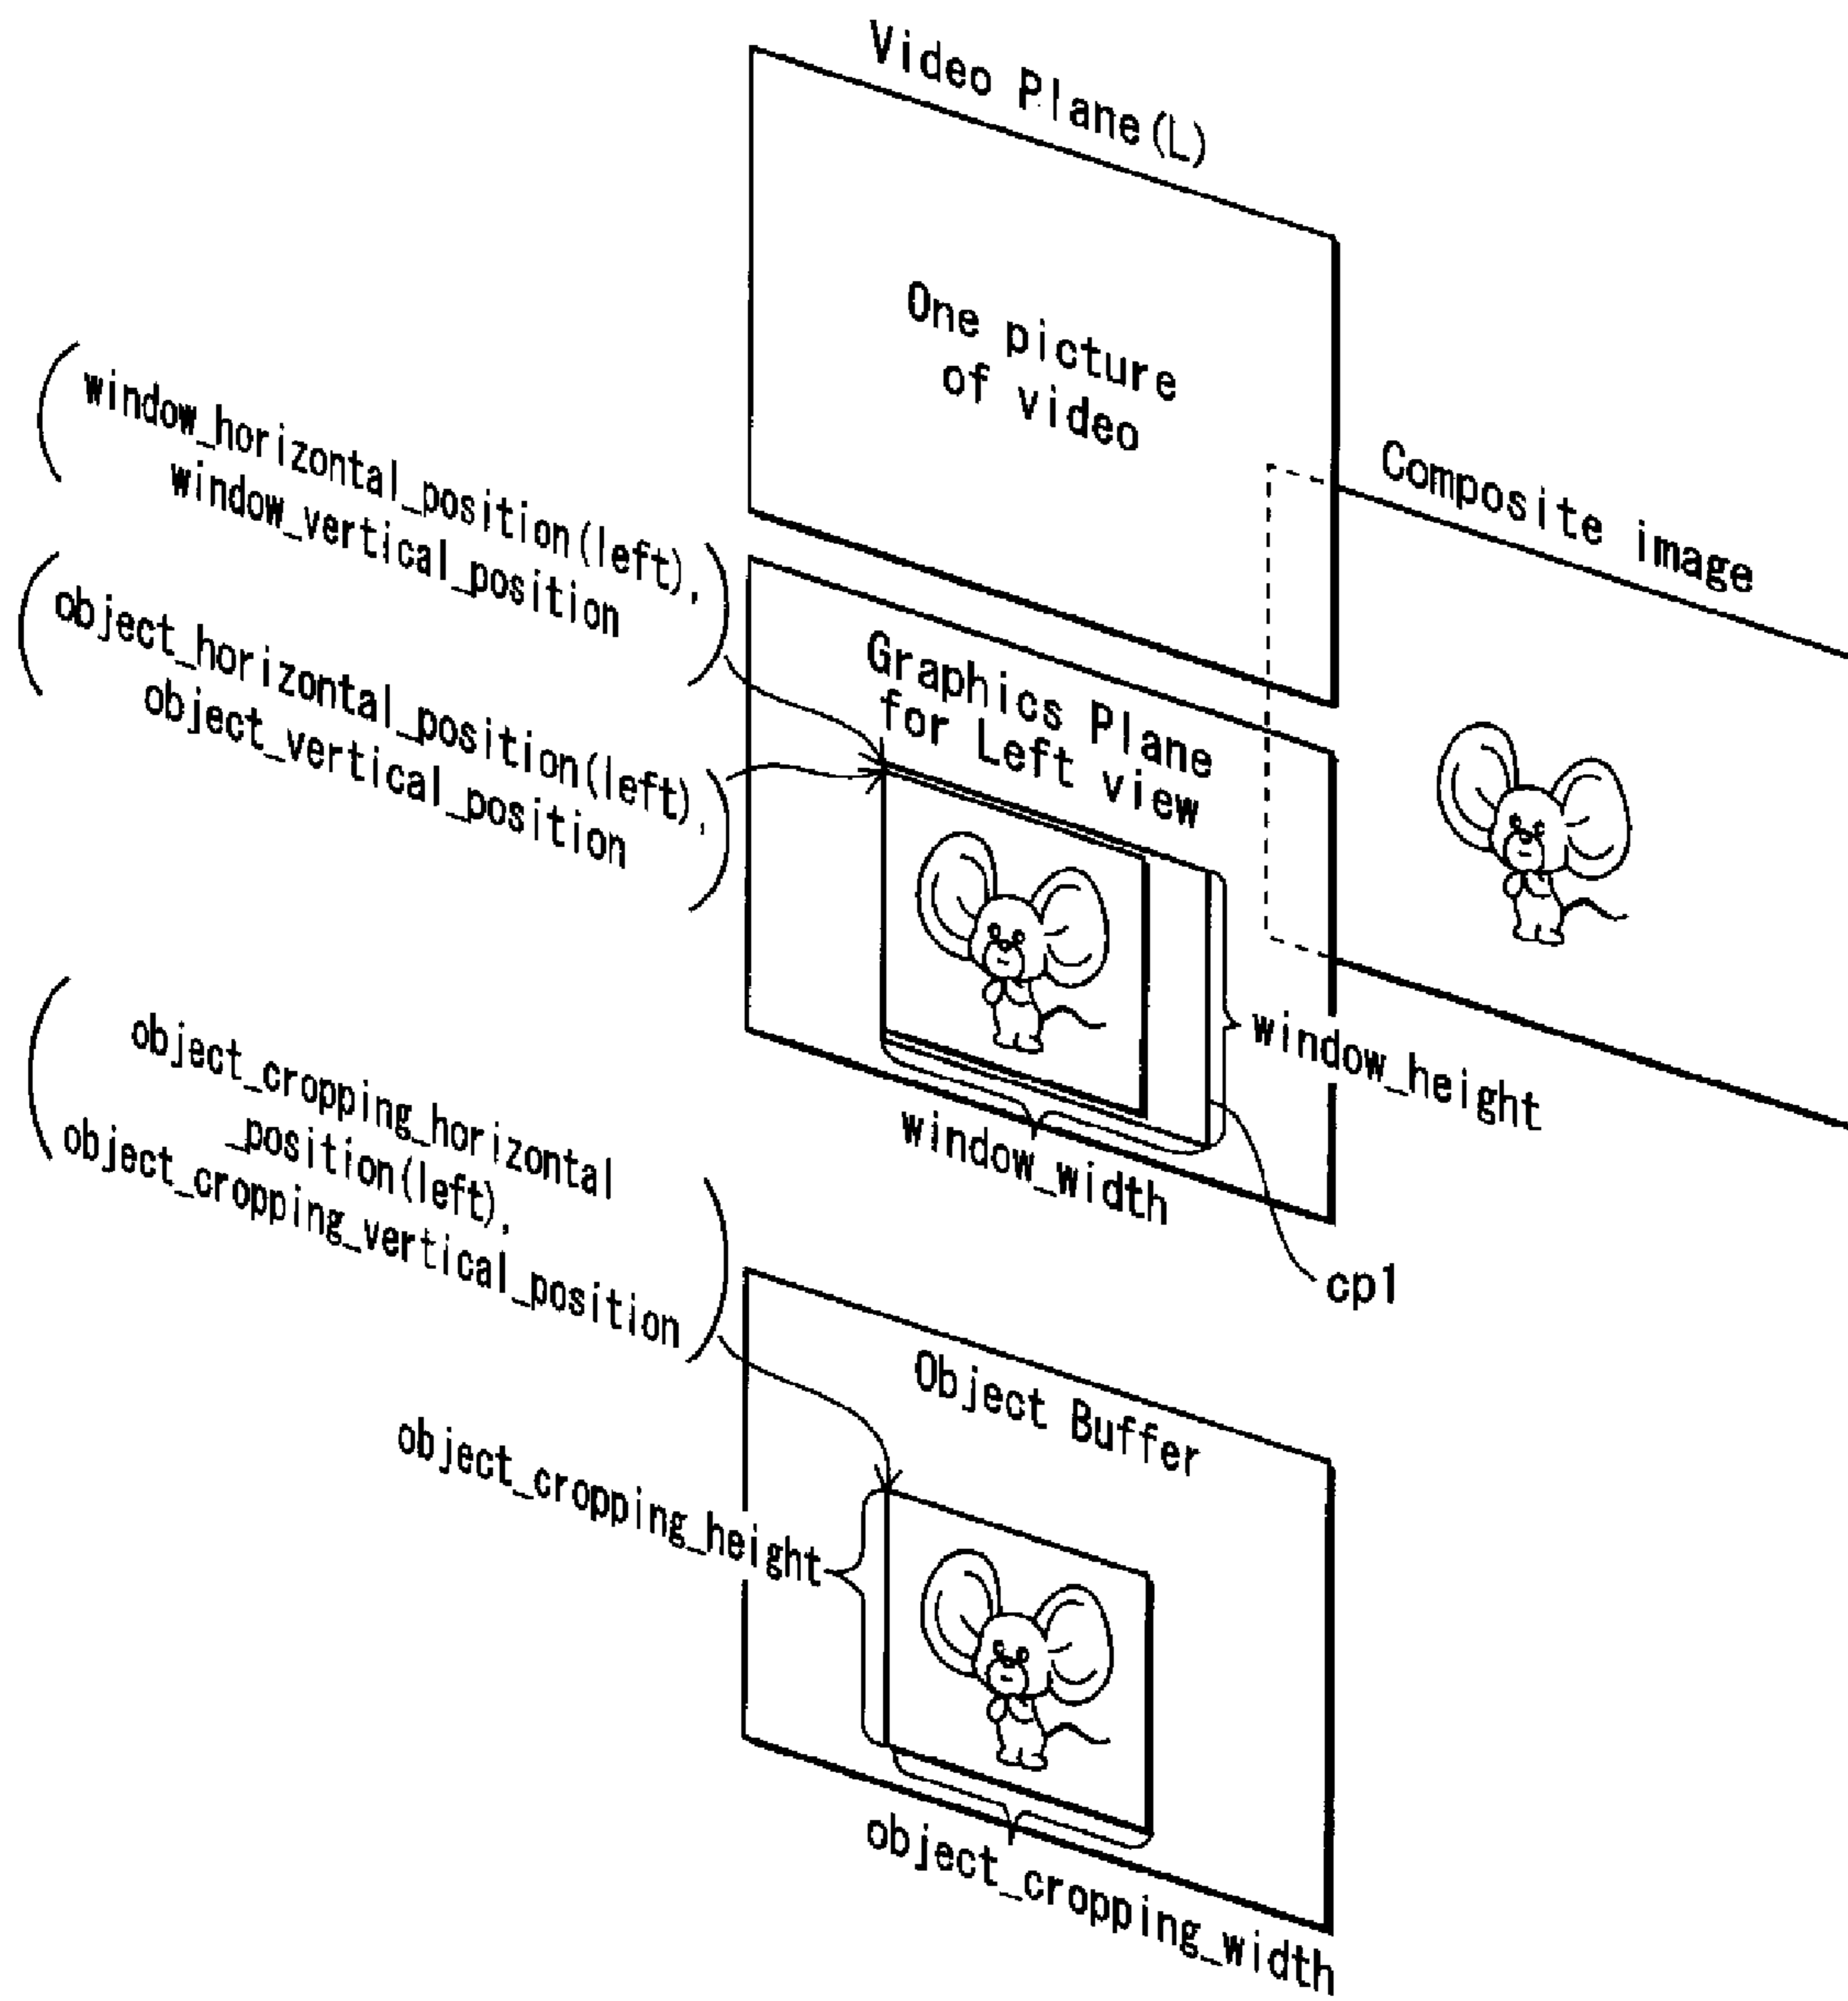 Video Plane(L)
One picture
of video
Composite image
window_horizontal_position(left),
window_vertical_position
object_horizontal_position(left),
object_vertical_position
Graphics Plane
for Left view
window_height
window_width
cp1
object_cropping_horizontal
_position(left),
object_cropping_vertical_position
Object Buffer
object_cropping_height
object_cropping_width